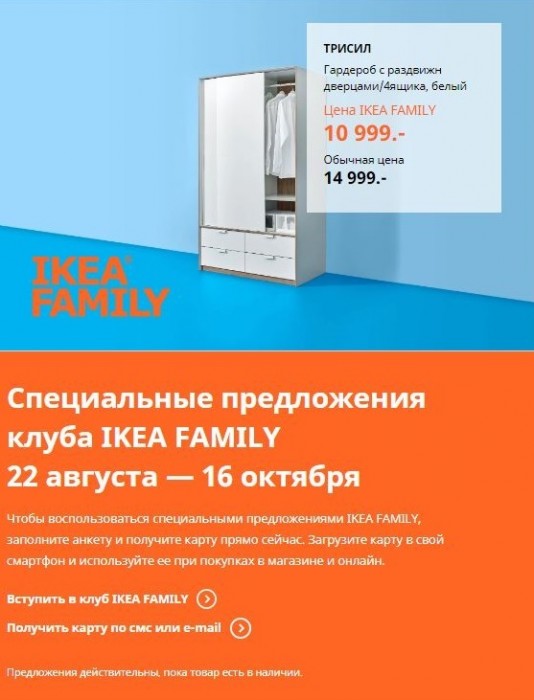 ТРИСИЛ
Гардероб с раздвижн
дверцами/4ящика, белый
Цена IKEA FAMILY
10 999.-
Обычная цена
14 999.-
IKEA®
FAMILY
Специальные предложения
клуба IKEA FAMILY
22 августа — 16 октября
Чтобы воспользоваться специальными предложениями IKEA FAMILY,
заполните анкету и получите карту прямо сейчас. Загрузите карту в свой
смартфон и используйте ее при покупках в магазине и онлайн.
Вступить в клуб IKEA FAMILY
Получить карту по смс или e-mail
Предложения действительны, пока товар есть в наличии.